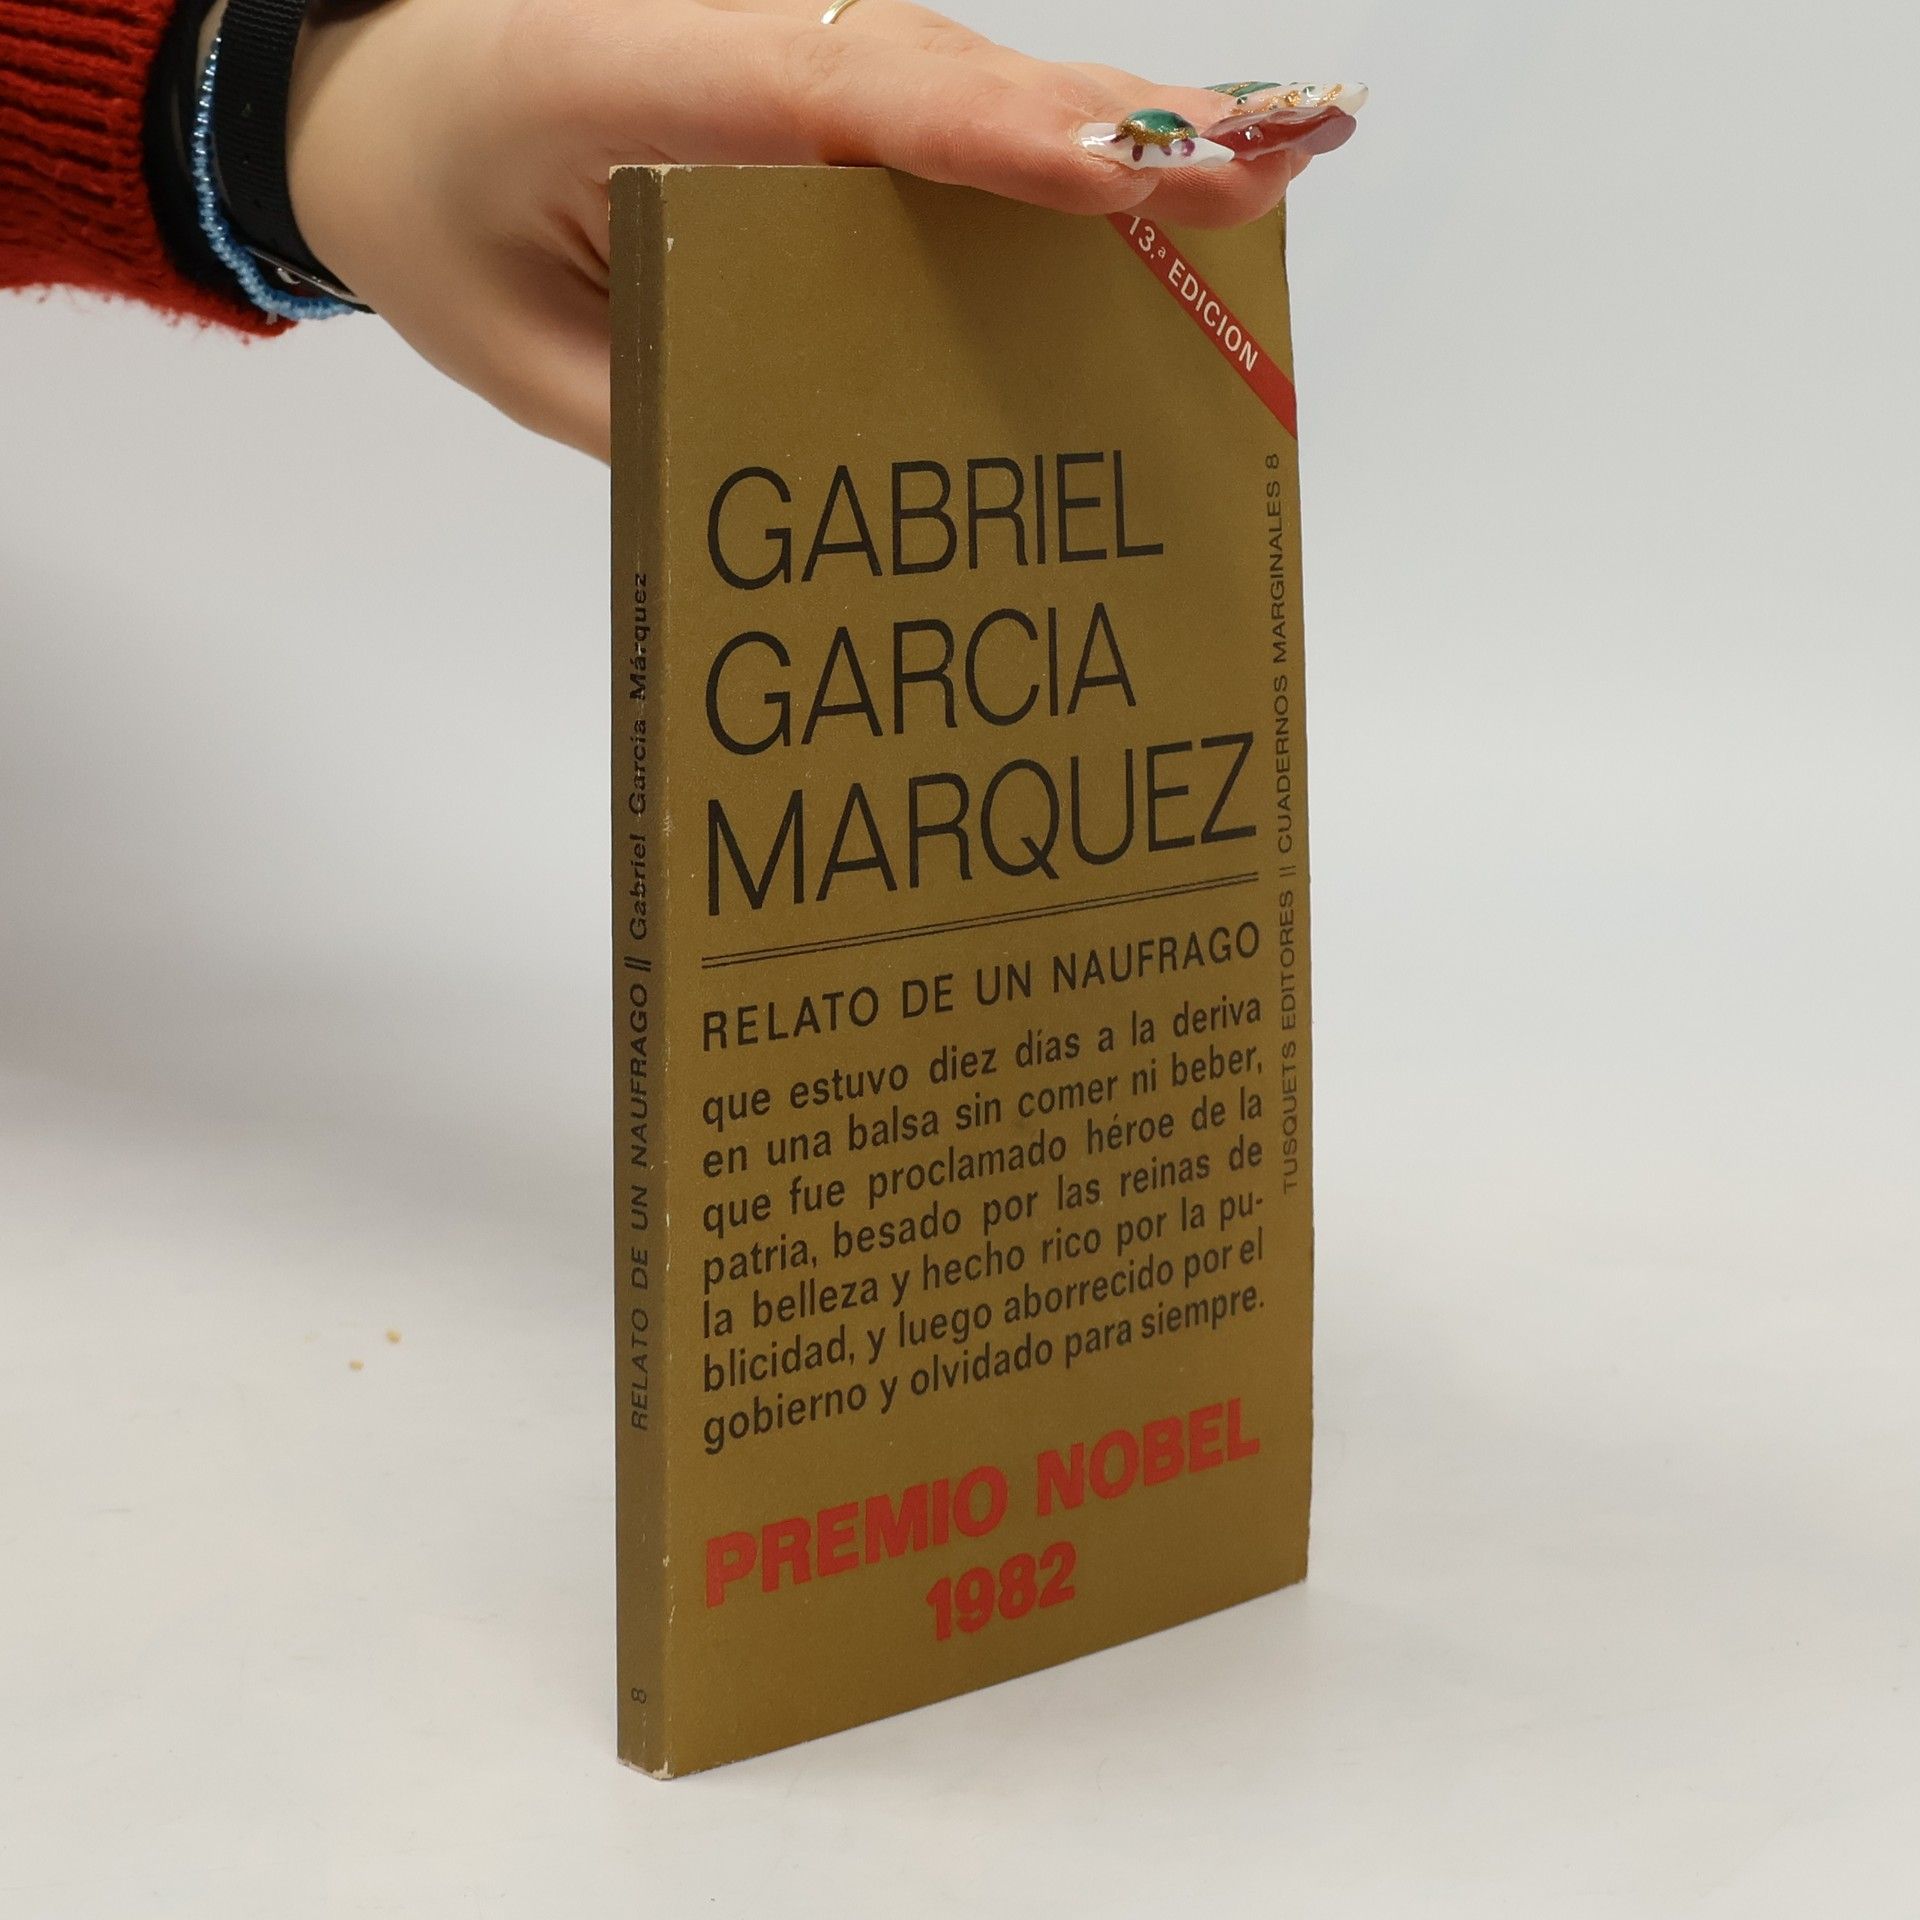 13.ª EDICION
GABRIEL
GARCIA
MARQUEZ
RELATO DE UN NAUFRAGO
que estuvo diez días a la deriva
en una balsa sin comer ni beber,
que fue proclamado héroe de la
patria, besado por las reinas de
la belleza y hecho rico por la pu-
blicidad, y luego aborrecido por el
gobierno y olvidado para siempre.
PREMIO NOBEL
1982
TUSQUETS EDITORES || CUADERNOS MARGINALES 8
RELATO DE UN NAUFRAGO || Gabriel García Márquez
8